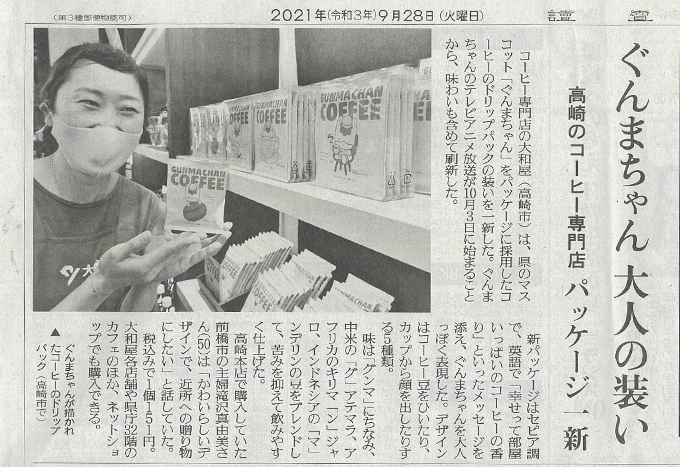 (第3種郵便物認可)
2021年(令和3年)9月28日(火曜日)
讀賣
ぐんまちゃん 大人の装い
高崎のコーヒー専門店 パッケージ一新
コーヒー専門店の大和屋(高崎市)は、県のマス
コット「ぐんまちゃん」をパッケージに採用したコ
ーヒーのドリップパックの装いを一新した。ぐんま
ちゃんのテレビアニメ放送が10月3日に始まること
から、味わいも含めて刷新した。
新パッケージはセピア調
で、英語で「幸せって部屋
いっぱいのコーヒーの香
り」といったメッセージを
添え、ぐんまちゃんを大人
っぽく表現した。デザイン
はコーヒー豆をひいたり、
カップから顔を出したりす
る5種類。
味は「グンマ」にちなみ、
中米の「グ」アテマラ、ア
フリカのキリマ「ン」ジャ
ロ、インドネシアの「マ」
ンデリンの豆をブレンドし
て、苦みを抑えて飲みやす
く仕上げた。
高崎本店で購入していた
前橋市の主婦滝沢真由美さ
ん(50)は「かわいらしいデ
ザインで、近所への贈り物
にしたい」と話していた。
税込みで1個151円。
大和屋各店舗や県庁32階の
カフェのほか、ネットショ
ップでも購入できる。
▲ぐんまちゃんが描かれ
たコーヒーのドリップ
パック(高崎市で)
GUNMACHAN
COFFEE
GUNMACHAN
COFFEE
GUNMACHAN
COFFEE